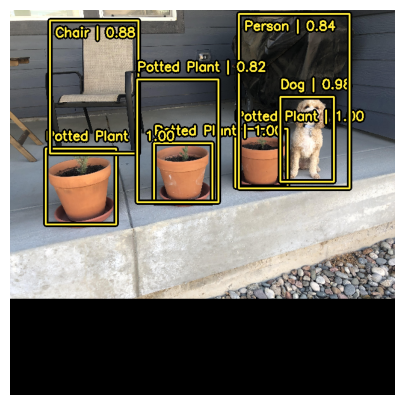 Chair | 0.88
Person | 0.84
Potted Plant | 0.82
Dog | 0.98
Potted Plant | 1.00
Potted Plant | 1.00
Potted Plant | 1.00